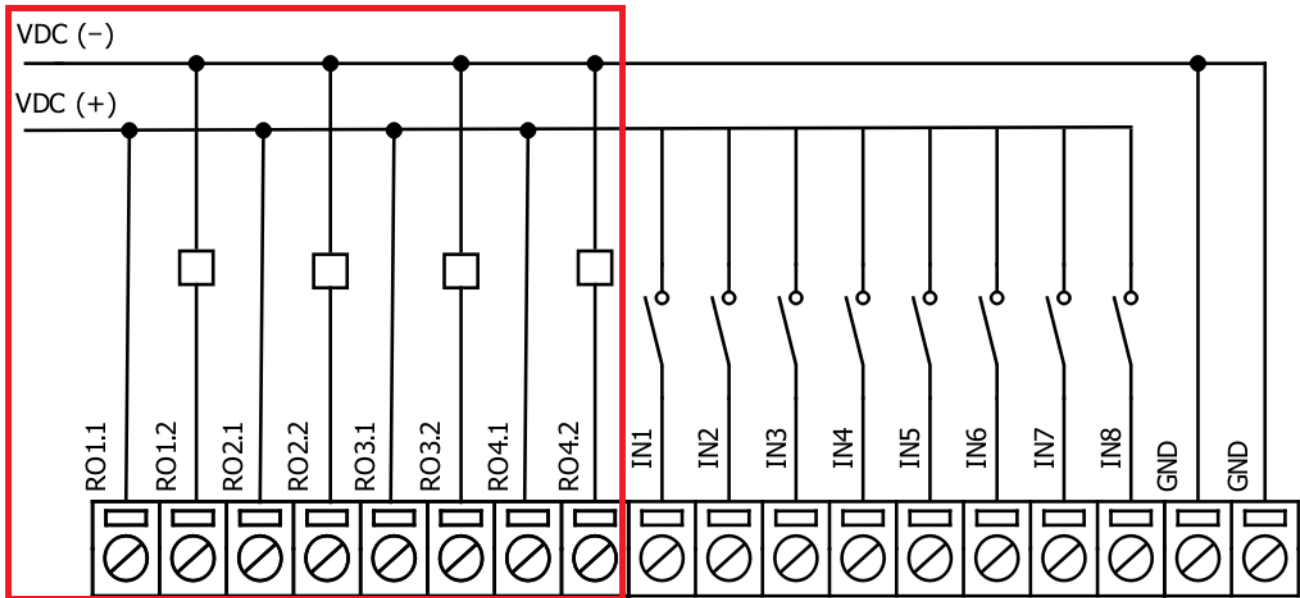 VDC (−)
VDC (+)
RO1.1
RO1.2
RO2.1
RO2.2
RO3.1
RO3.2
RO4.1
RO4.2
IN1
IN2
IN3
IN4
IN5
IN6
IN7
IN8
GND
GND